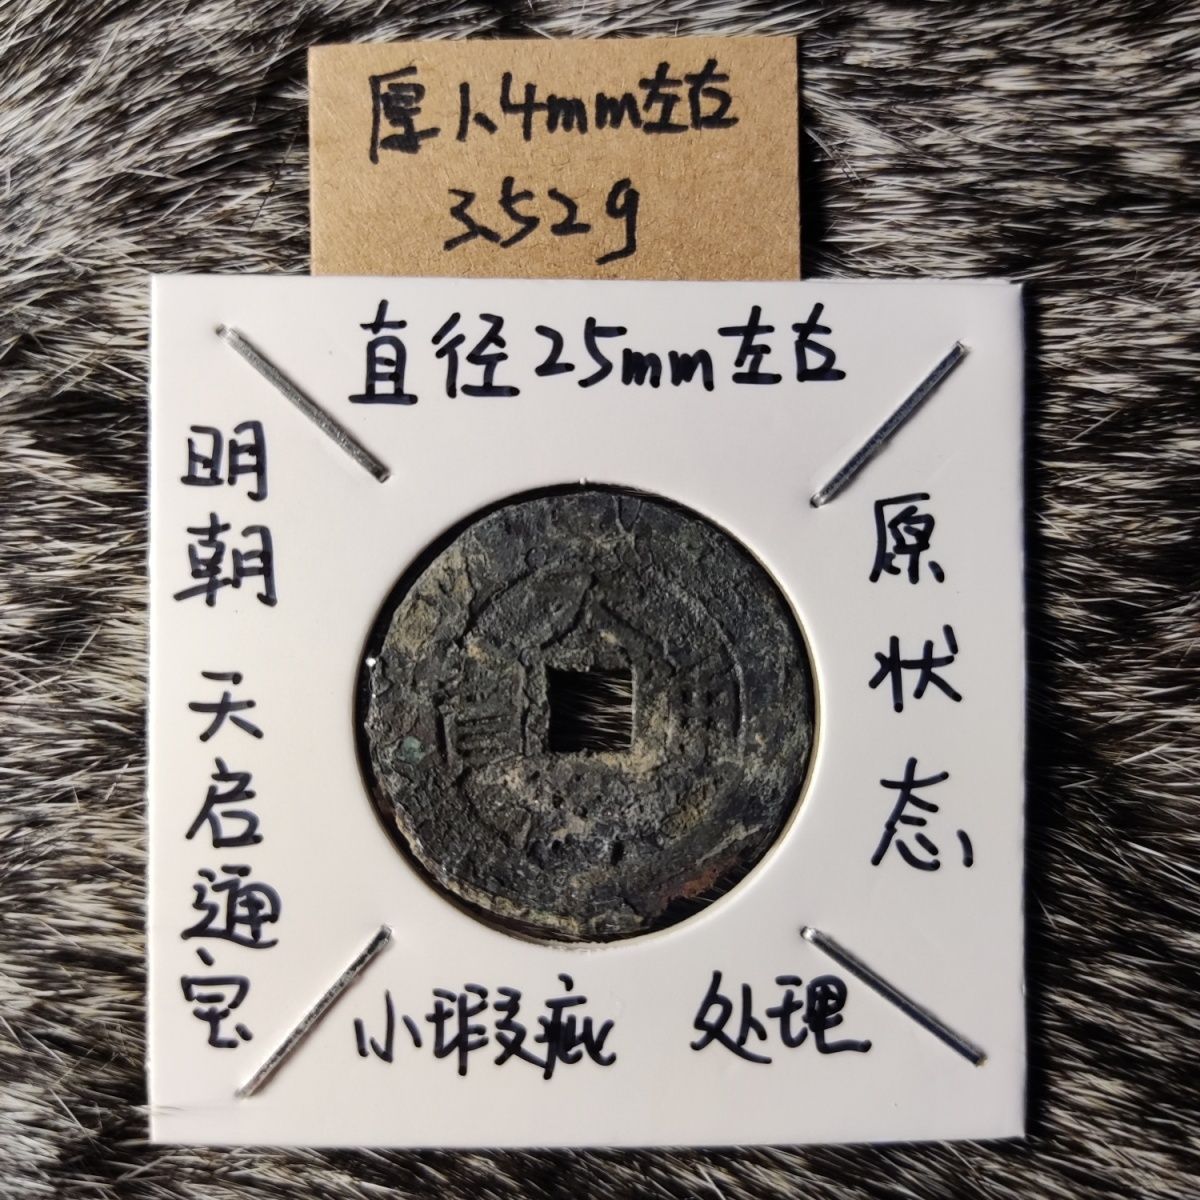 厚1.4mm左右
3.52g
直径25mm左右
明朝 天启通宝
原状态
小瑕疵 处理